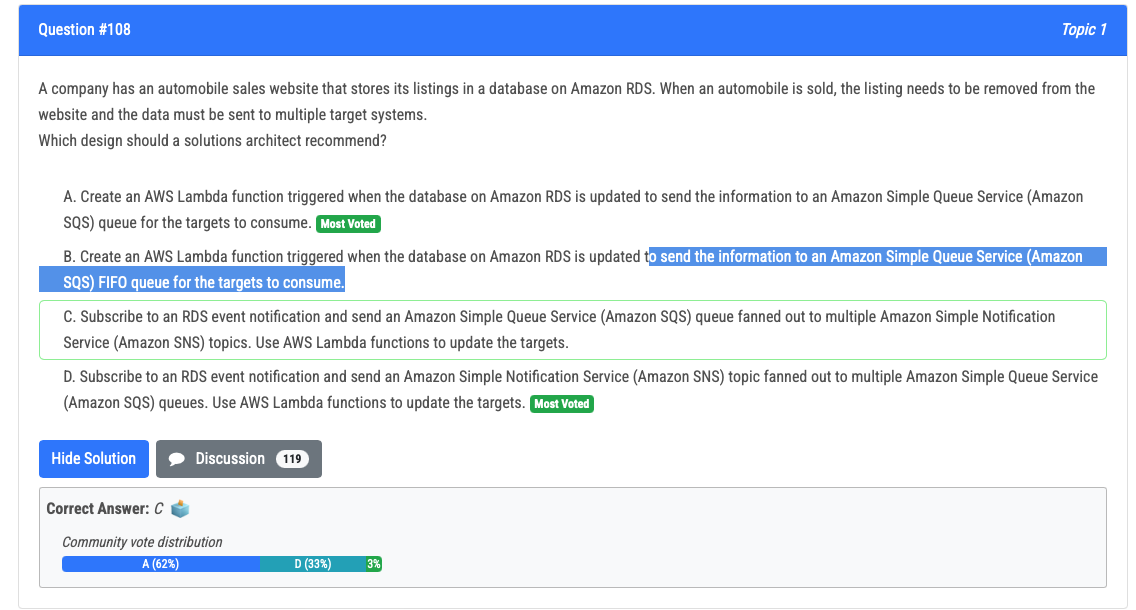 Question #108
Topic 1
A company has an automobile sales website that stores its listings in a database on Amazon RDS. When an automobile is sold, the listing needs to be removed from the
website and the data must be sent to multiple target systems.
Which design should a solutions architect recommend?
A. Create an AWS Lambda function triggered when the database on Amazon RDS is updated to send the information to an Amazon Simple Queue Service (Amazon
SQS) queue for the targets to consume. Most Voted
B. Create an AWS Lambda function triggered when the database on Amazon RDS is updated to send the information to an Amazon Simple Queue Service (Amazon
SQS) FIFO queue for the targets to consume.
C. Subscribe to an RDS event notification and send an Amazon Simple Queue Service (Amazon SQS) queue fanned out to multiple Amazon Simple Notification
Service (Amazon SNS) topics. Use AWS Lambda functions to update the targets.
D. Subscribe to an RDS event notification and send an Amazon Simple Notification Service (Amazon SNS) topic fanned out to multiple Amazon Simple Queue Service
(Amazon SQS) queues. Use AWS Lambda functions to update the targets. Most Voted
Hide Solution
Discussion 119
Correct Answer: C
Community vote distribution
A (62%)
D (33%)
3%